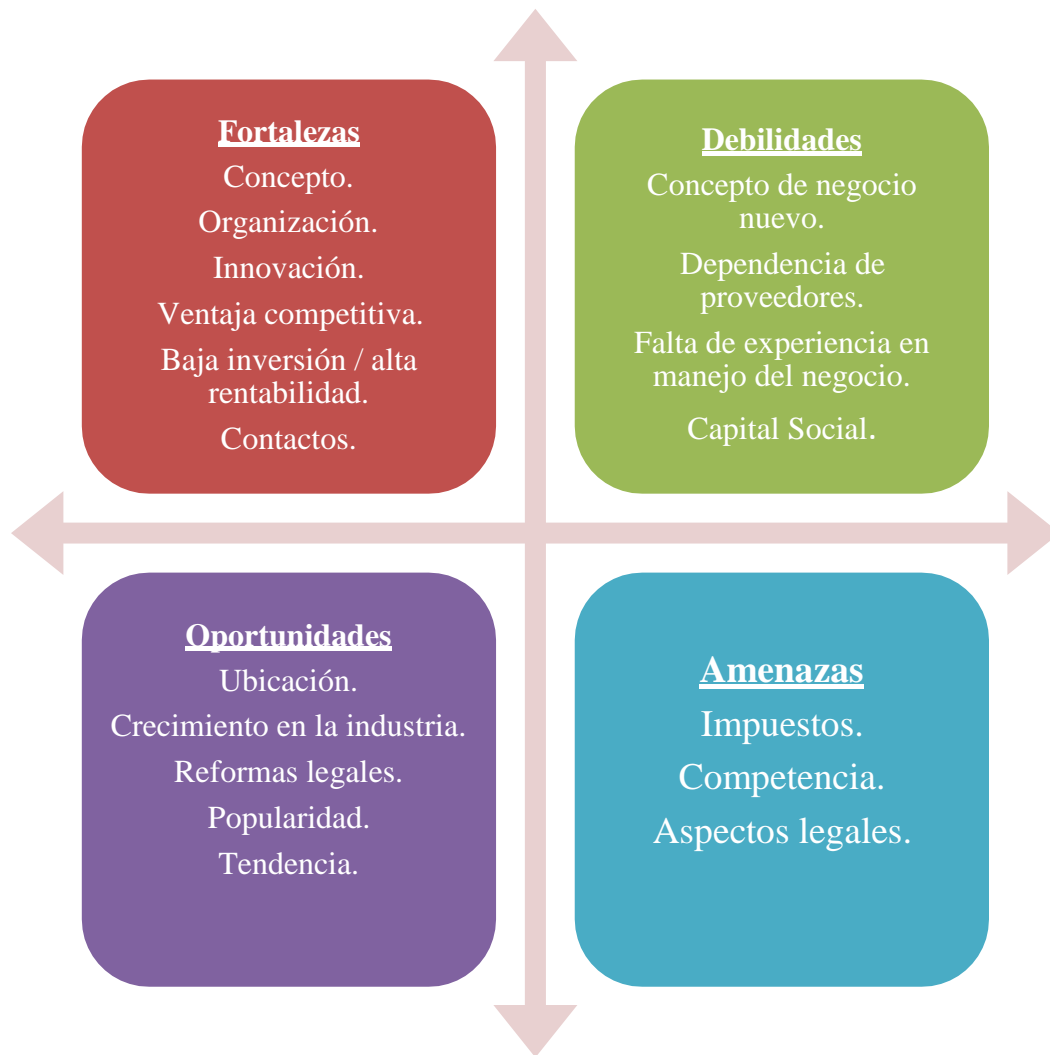 Fortalezas
Concepto.
Organización.
Innovación.
Ventaja competitiva.
Baja inversión / alta
rentabilidad.
Contactos.
Debilidades
Concepto de negocio
nuevo.
Dependencia de
proveedores.
Falta de experiencia en
manejo del negocio.
Capital Social.
Oportunidades
Ubicación.
Crecimiento en la industria.
Reformas legales.
Popularidad.
Tendencia.
Amenazas
Impuestos.
Competencia.
Aspectos legales.